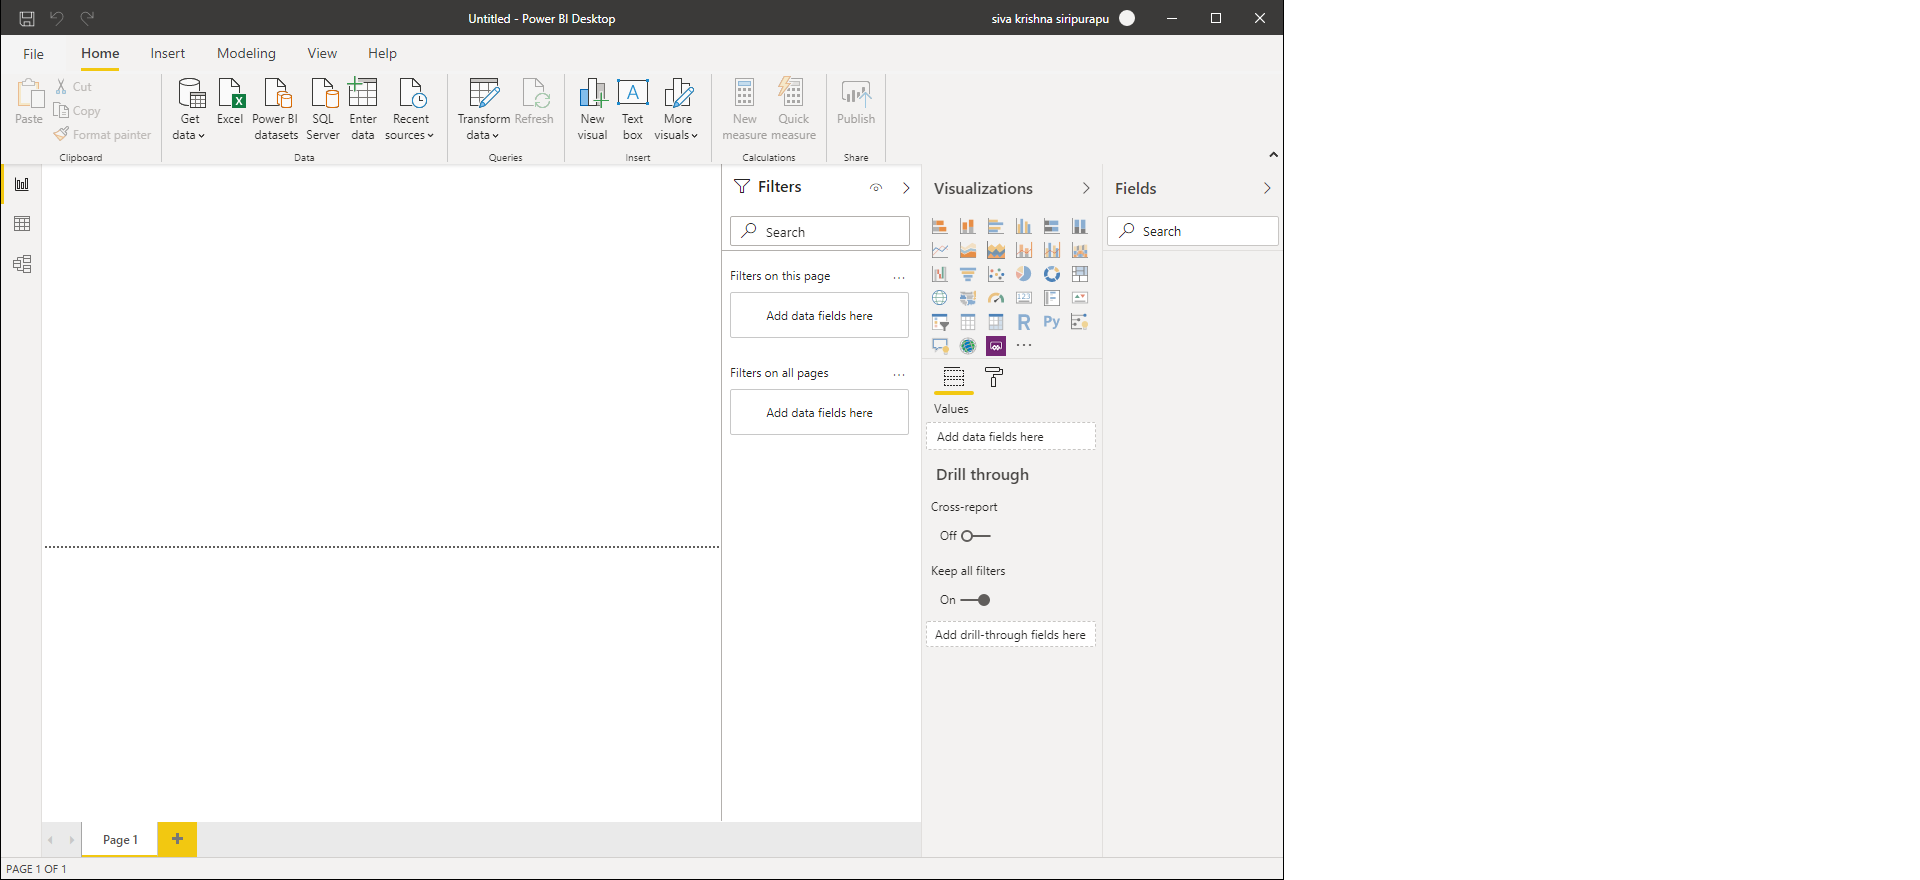 Untitled - Power BI Desktop
siva krishna siripurapu
File Home Insert Modeling View Help
Paste
Cut
Copy
Format painter
Clipboard
Get data
Excel
Power BI datasets
SQL Server
Enter data
Recent sources
Data
Transform data
Refresh
Queries
New visual
Text box
More visuals
Insert
New measure
Quick measure
Calculations
Publish
Share
Filters
Search
Filters on this page ...
Add data fields here
Filters on all pages ...
Add data fields here
Visualizations
123
R Py
...
Values
Add data fields here
Drill through
Cross-report
Off
Keep all filters
On
Add drill-through fields here
Fields
Search
Page 1 +
PAGE 1 OF 1